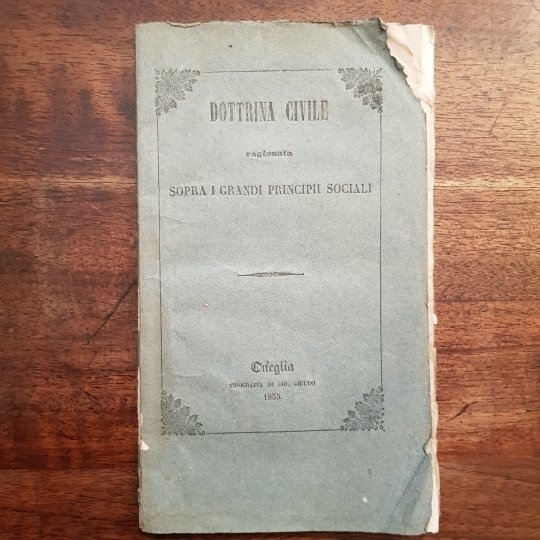 DOTTRINA CIVILE
ragionata
SOPRA I GRANDI PRINCIPII SOCIALI
Oneglia
TIPOGRAFIA DI GIO. GHILINI
1853.